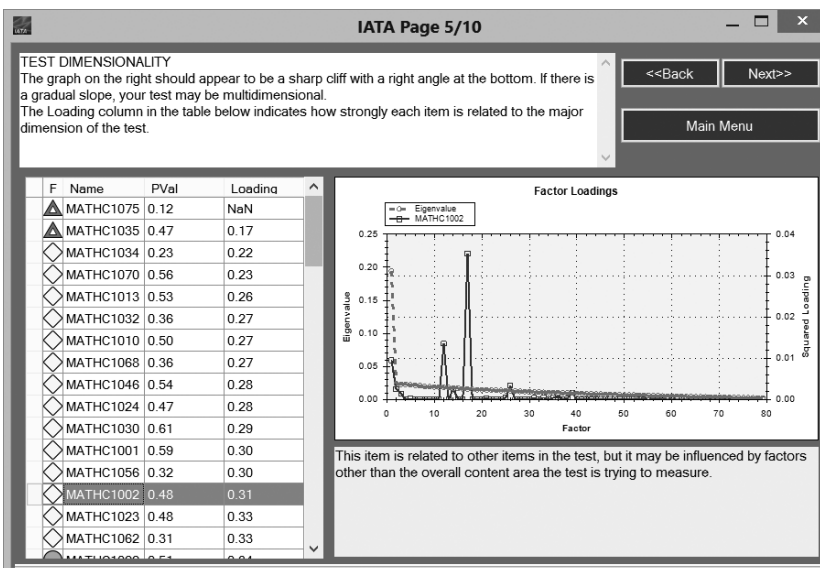 IATA
IATA Page 5/10
TEST DIMENSIONALITY
The graph on the right should appear to be a sharp cliff with a right angle at the bottom. If there is
a gradual slope, your test may be multidimensional.
The Loading column in the table below indicates how strongly each item is related to the major
dimension of the test.
<<Back
Next>>
Main Menu
F Name PVal Loading
MATHC1075 0.12 NaN
MATHC1035 0.47 0.17
MATHC1034 0.23 0.22
MATHC1070 0.56 0.23
MATHC1013 0.53 0.26
MATHC1032 0.36 0.27
MATHC1010 0.50 0.27
MATHC1068 0.36 0.27
MATHC1046 0.54 0.28
MATHC1024 0.47 0.28
MATHC1030 0.61 0.29
MATHC1001 0.59 0.30
MATHC1056 0.32 0.30
MATHC1002 0.48 0.31
MATHC1023 0.48 0.33
MATHC1062 0.31 0.33
Factor Loadings
Eigenvalue
MATHC1002
0.25
0.20
0.15
0.10
0.05
0.00
Eigenvalue
0.04
0.03
0.02
0.01
0.00
Squared Loading
0 10 20 30 40 50 60 70 80
Factor
This item is related to other items in the test, but it may be influenced by factors
other than the overall content area the test is trying to measure.